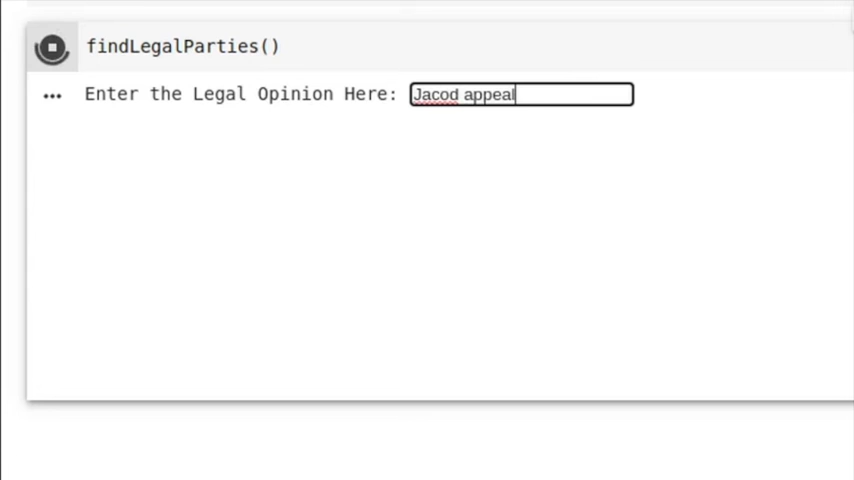 findLegalParties()
Enter the Legal Opinion Here: Jacod appeal